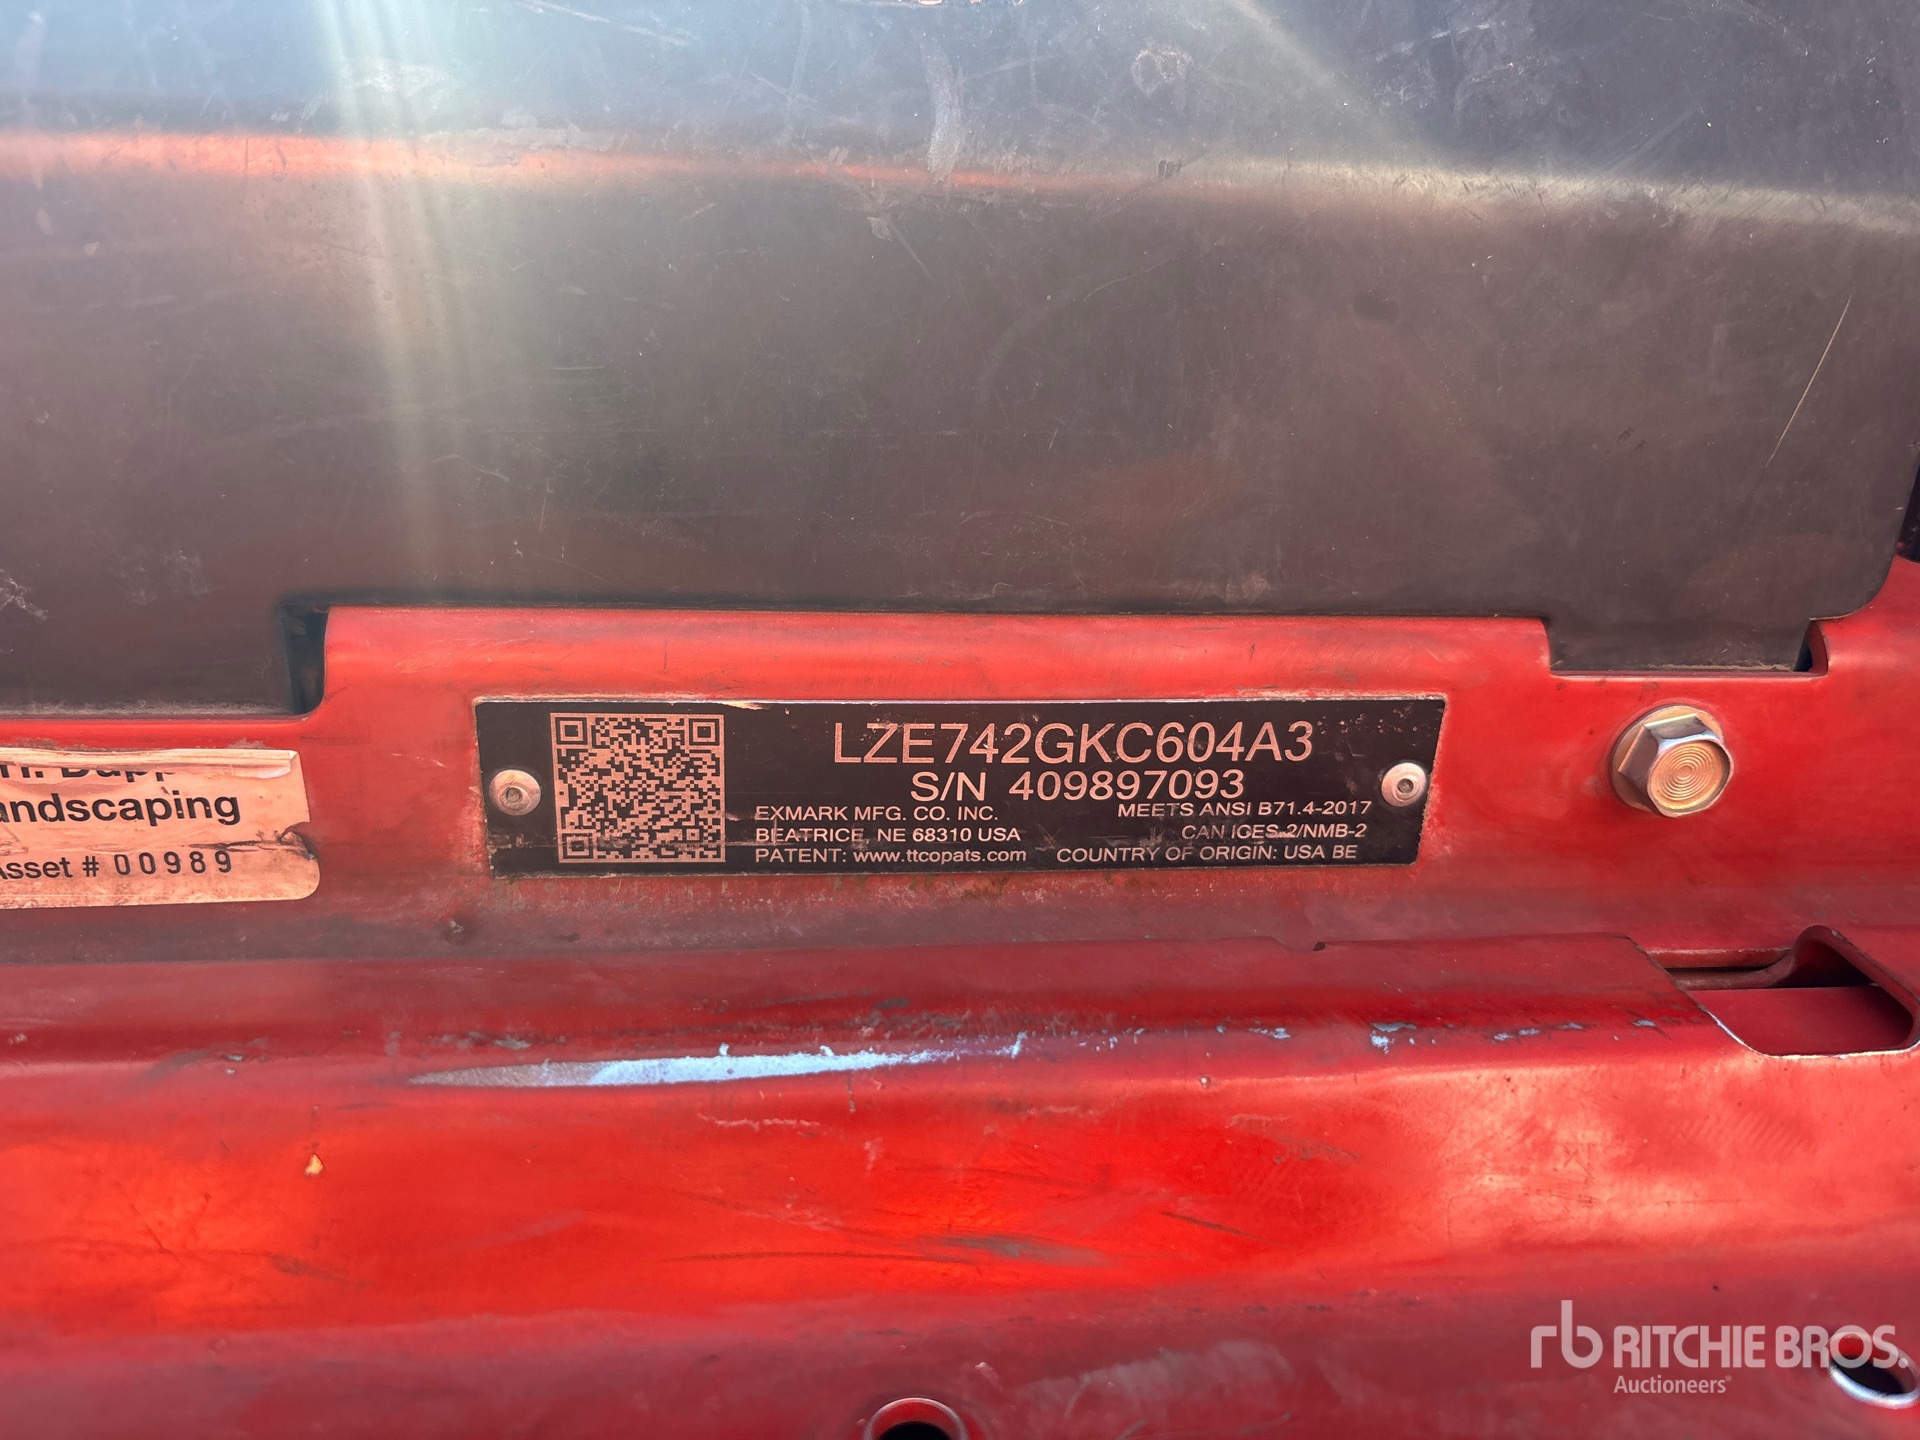 LZE742GKC604A3
S/N 409897093
EXMARK MFG. CO. INC.
BEATRICE, NE 68310 USA
PATENT: www.ttcopats.com
MEETS ANSI B71.4-2017
CAN ICES-2/NMB-2
COUNTRY OF ORIGIN: USA BE
andscaping
Asset # 00989
rb RITCHIE BROS.
Auctioneers